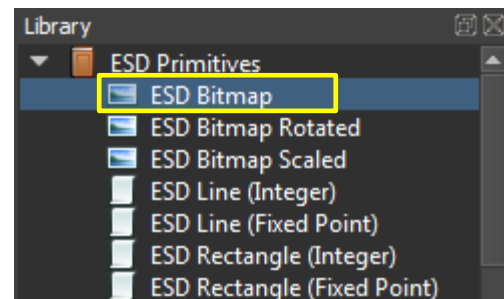 Library
ESD Primitives
ESD Bitmap
ESD Bitmap Rotated
ESD Bitmap Scaled
ESD Line (Integer)
ESD Line (Fixed Point)
ESD Rectangle (Integer)
ESD Rectangle (Fixed Point)